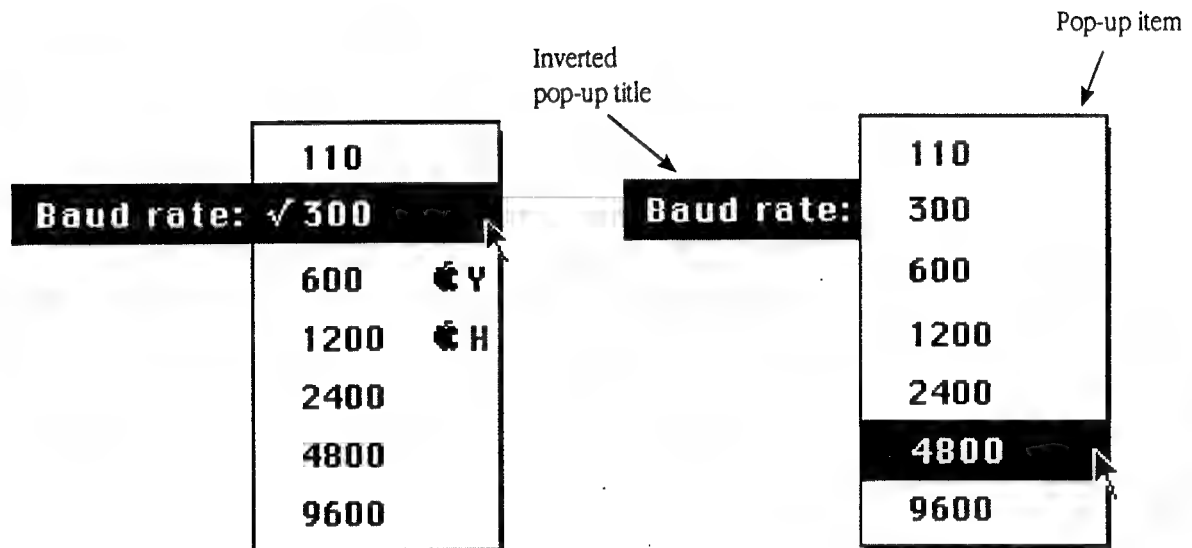 Pop-up item
Inverted
pop-up title
110
Baud rate: √ 300
600 Y
1200 H
2400
4800
9600
110
Baud rate: 300
600
1200
2400
4800
9600